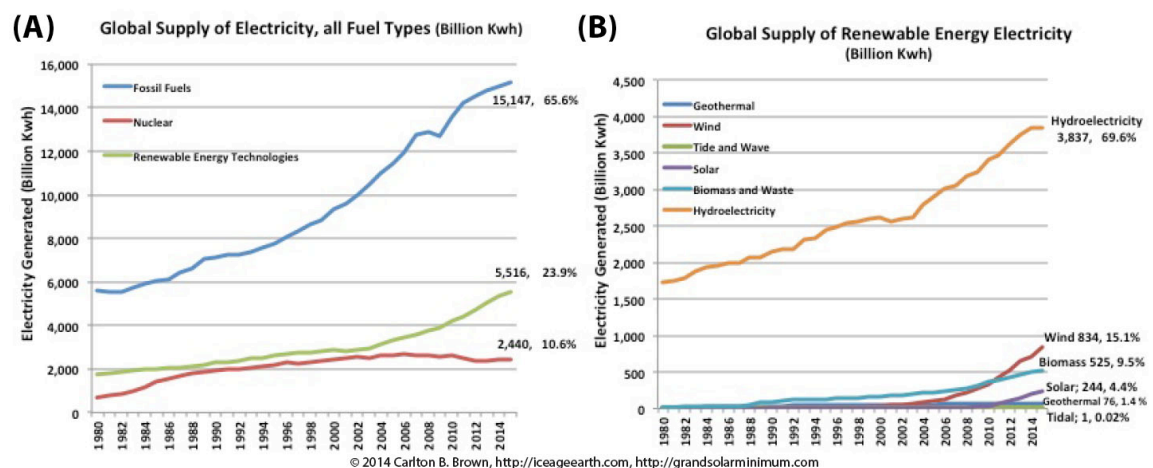 (A)
Global Supply of Electricity, all Fuel Types (Billion Kwh)
Electricity Generated (Billion Kwh)
16,000
14,000
12,000
10,000
8,000
6,000
4,000
2,000
0
Fossil Fuels
Nuclear
Renewable Energy Technologies
15,147, 65.6%
5,516, 23.9%
2,440, 10.6%
1980
1982
1984
1986
1988
1990
1992
1994
1996
1998
2000
2002
2004
2006
2008
2010
2012
2014
(B)
Global Supply of Renewable Energy Electricity
(Billion Kwh)
Electricity Generated (Billion Kwh)
4,500
4,000
3,500
3,000
2,500
2,000
1,500
1,000
500
0
Geothermal
Wind
Tide and Wave
Solar
Biomass and Waste
Hydroelectricity
Hydroelectricity
3,837, 69.6%
Wind 834, 15.1%
Biomass 525, 9.5%
Solar; 244, 4.4%
Geothermal 76, 1.4 %
Tidal; 1, 0.02%
1980
1982
1984
1986
1988
1990
1992
1994
1996
1998
2000
2002
2004
2006
2008
2010
2012
2014
© 2014 Carlton B. Brown, http://iceageearth.com, http://grandsolarminimum.com